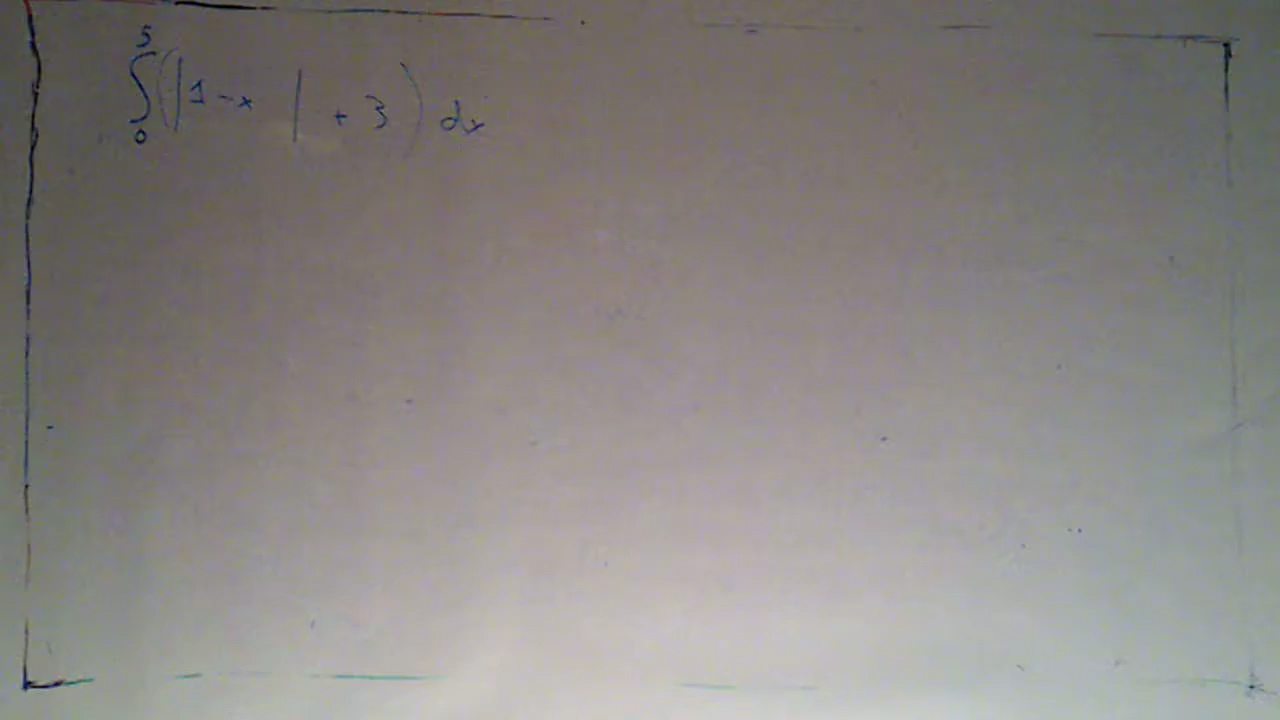 ∫₀⁵ (|1-x| + 3) dx